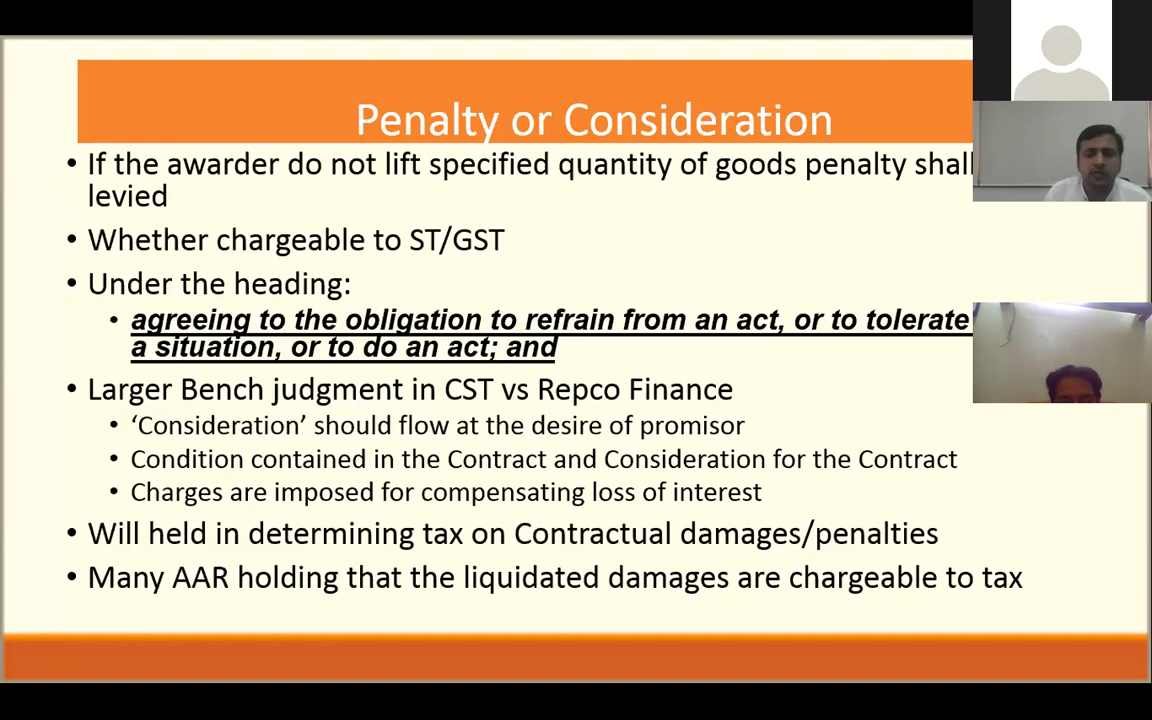 Penalty or Consideration
• If the awarder do not lift specified quantity of goods penalty shall
levied
• Whether chargeable to ST/GST
• Under the heading:
• agreeing to the obligation to refrain from an act, or to tolerate
a situation, or to do an act; and
• Larger Bench judgment in CST vs Repco Finance
• ‘Consideration’ should flow at the desire of promisor
• Condition contained in the Contract and Consideration for the Contract
• Charges are imposed for compensating loss of interest
• Will held in determining tax on Contractual damages/penalties
• Many AAR holding that the liquidated damages are chargeable to tax